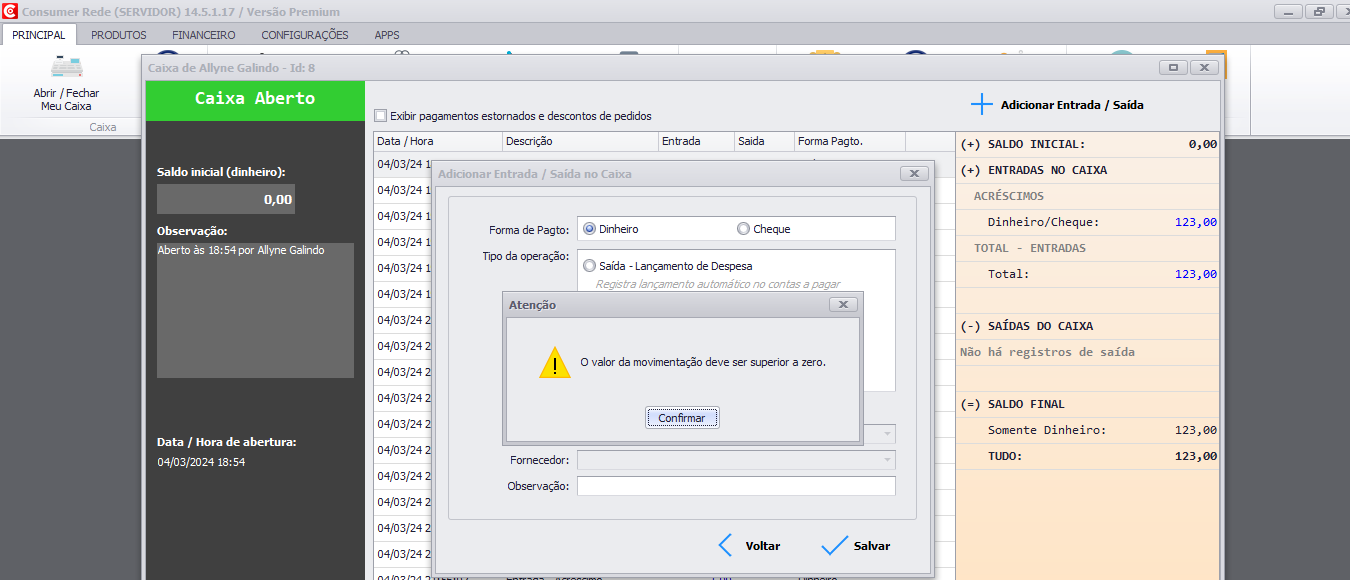 Consumer Rede (SERVIDOR) 14.5.1.17 / Versão Premium
PRINCIPAL PRODUTOS FINANCEIRO CONFIGURAÇÕES APPS
Abrir / Fechar
Meu Caixa
Caixa
Caixa de Allyne Galindo - Id: 8
Caixa Aberto
Saldo inicial (dinheiro):
0,00
Observação:
Aberto às 18:54 por Allyne Galindo
Data / Hora de abertura:
04/03/2024 18:54
Exibir pagamentos estornados e descontos de pedidos
Adicionar Entrada / Saída
Data / Hora Descrição Entrada Saida Forma Pagto.
04/03/24 1
04/03/24 1
04/03/24 1
04/03/24 1
04/03/24 1
04/03/24 1
04/03/24 2
04/03/24 2
04/03/24 2
04/03/24 2
04/03/24 2
04/03/24 2
04/03/24 2
04/03/24 2
04/03/24 2
04/03/24 2
Entrada - Acréscimo Dinheiro
Adicionar Entrada / Saída no Caixa
Forma de Pagto: Dinheiro Cheque
Tipo da operação: Saída - Lançamento de Despesa
Registra lançamento automático no contas a pagar
Atenção
O valor da movimentação deve ser superior a zero.
Confirmar
Fornecedor:
Observação:
Voltar Salvar
(+) SALDO INICIAL: 0,00
(+) ENTRADAS NO CAIXA
ACRÉSCIMOS
Dinheiro/Cheque: 123,00
TOTAL - ENTRADAS
Total: 123,00
(-) SAÍDAS DO CAIXA
Não há registros de saída
(=) SALDO FINAL
Somente Dinheiro: 123,00
TUDO: 123,00